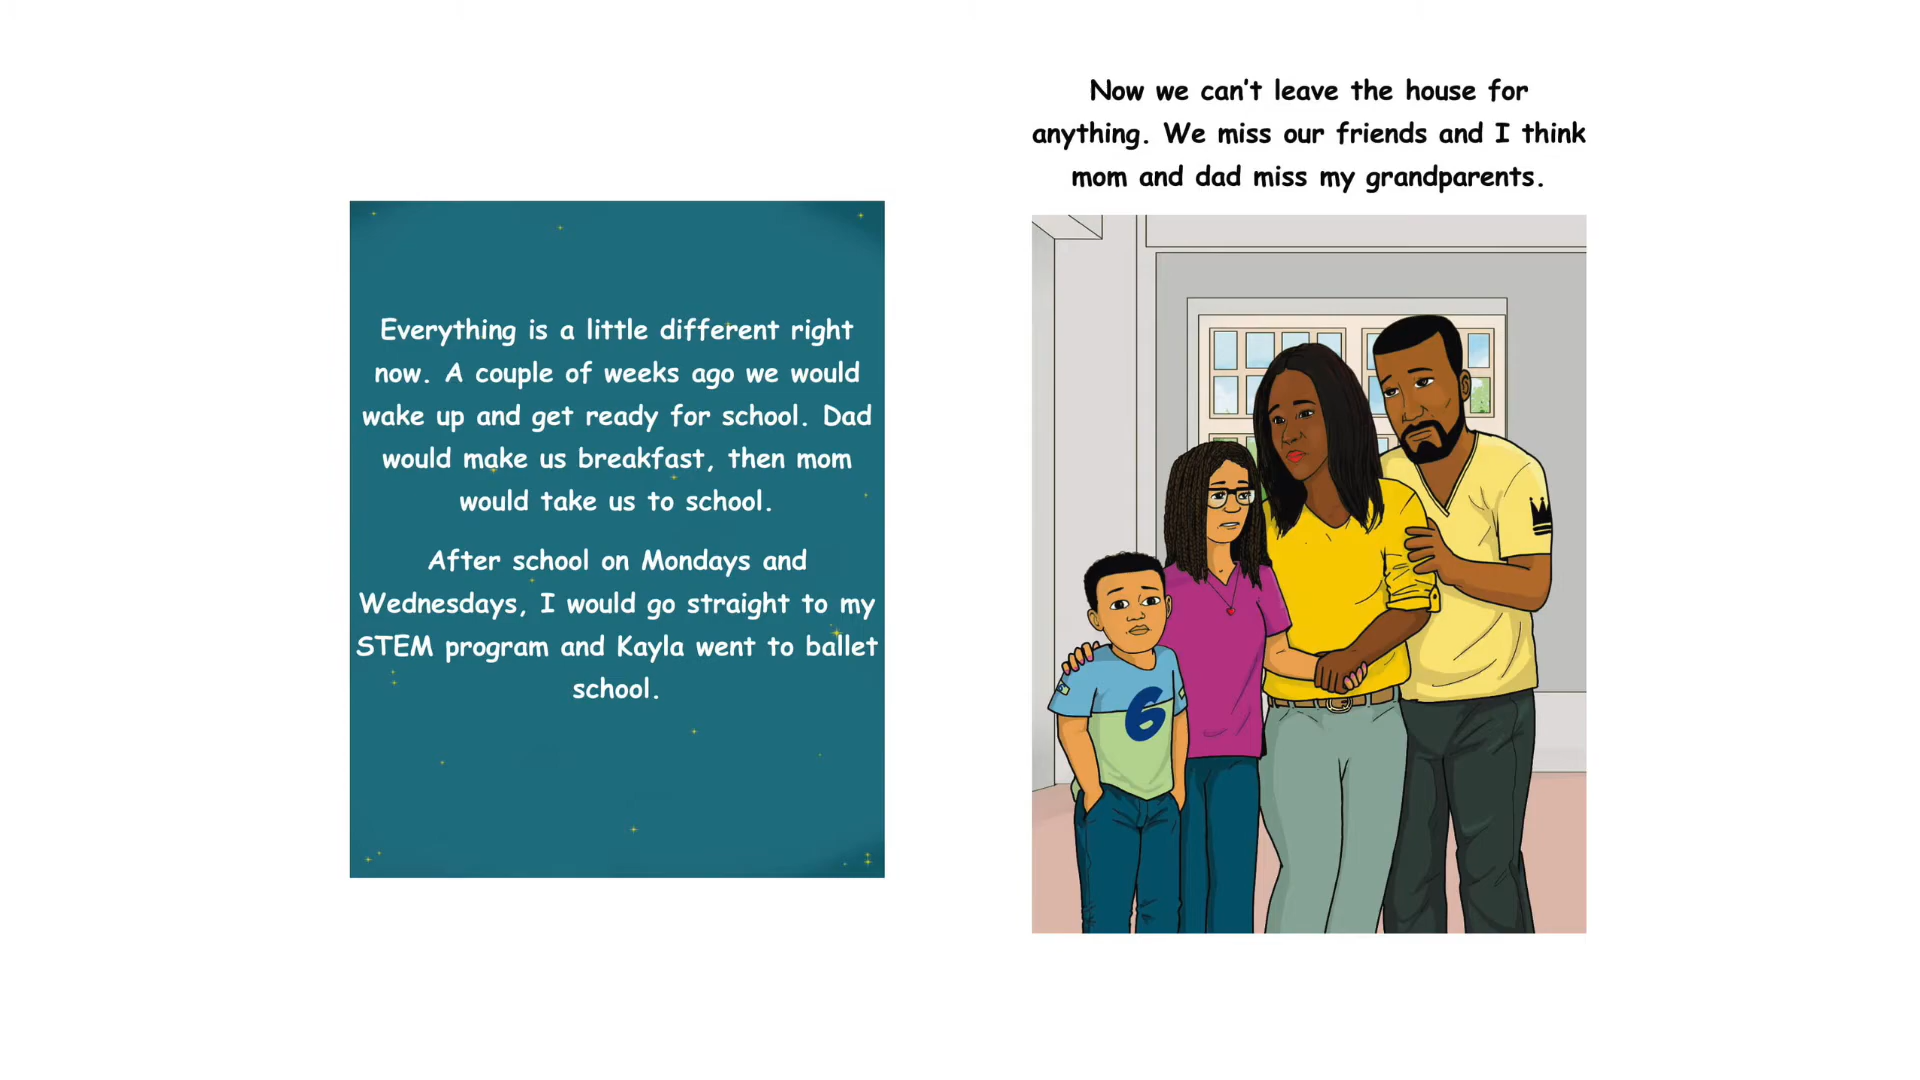 Everything is a little different right
now. A couple of weeks ago we would
wake up and get ready for school. Dad
would make us breakfast, then mom
would take us to school.
After school on Mondays and
Wednesdays, I would go straight to my
STEM program and Kayla went to ballet
school.
Now we can't leave the house for
anything. We miss our friends and I think
mom and dad miss my grandparents.
6